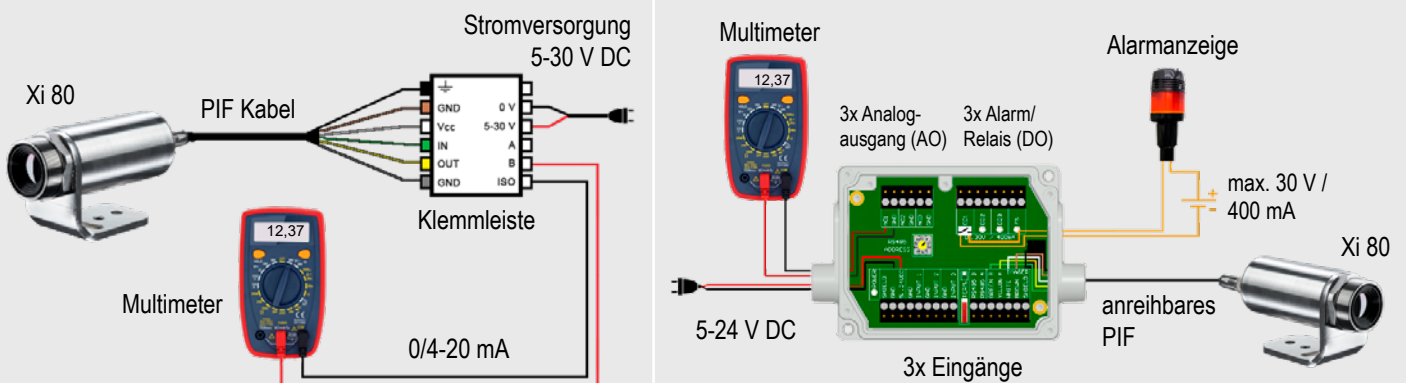 Stromversorgung
5-30 V DC
Xi 80
PIF Kabel
GND
Vcc
IN
OUT
GND
0 V
5-30 V
A
B
ISO
Klemmleiste
12,37
Multimeter
0/4-20 mA
Multimeter
12,37
3x Analog-
ausgang (AO)
3x Alarm/
Relais (DO)
Alarmanzeige
max. 30 V /
400 mA
+
-
Xi 80
5-24 V DC
anreihbares
PIF
3x Eingänge